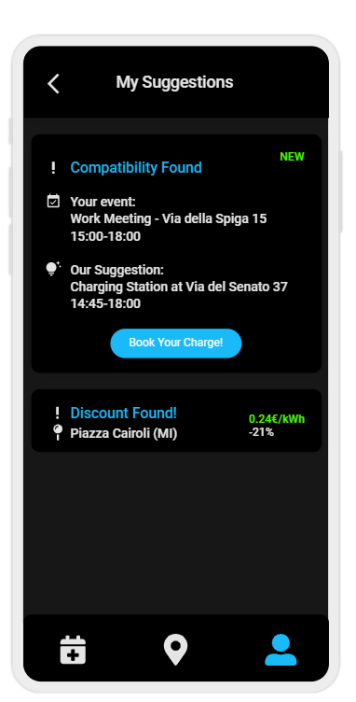 My Suggestions
NEW
! Compatibility Found
Your event:
Work Meeting - Via della Spiga 15
15:00-18:00
Our Suggestion:
Charging Station at Via del Senato 37
14:45-18:00
Book Your Charge!
! Discount Found!
0.24€/kWh
Piazza Cairoli (MI)
-21%